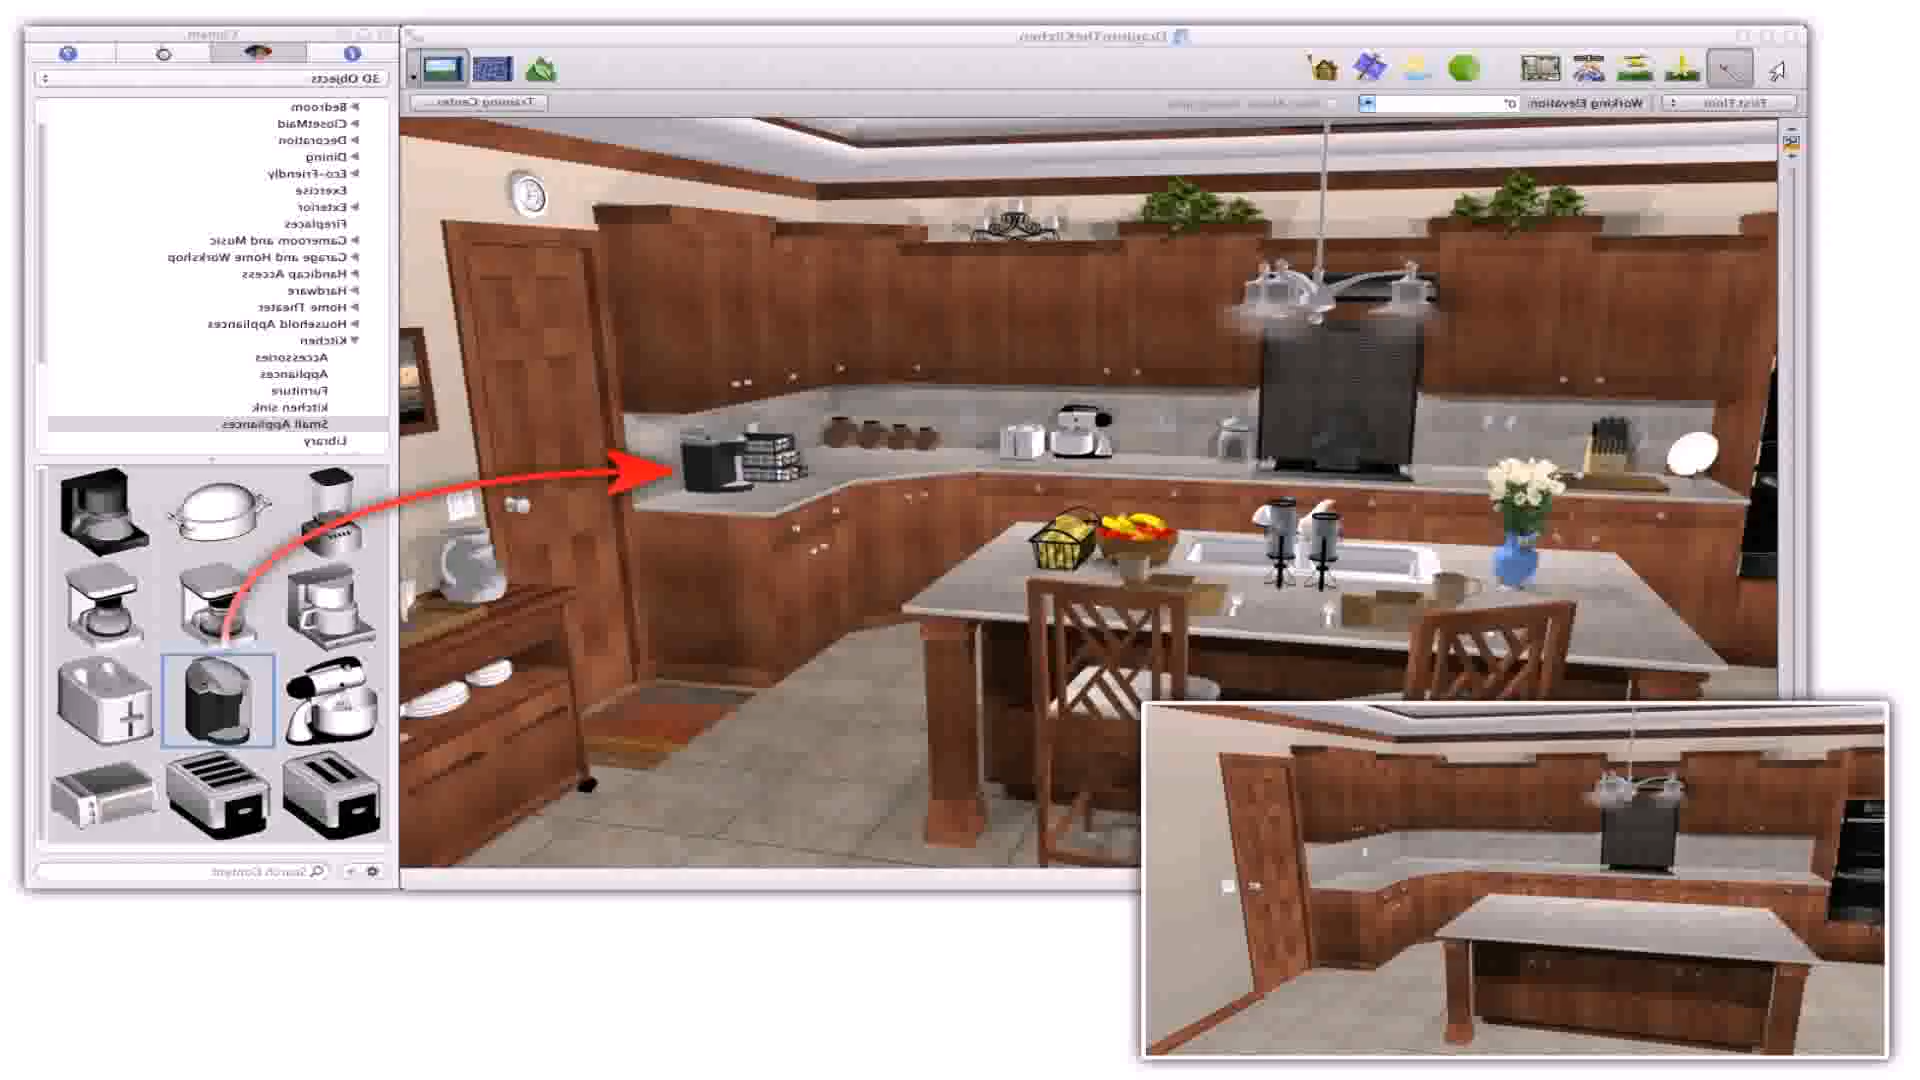 Content
3D Objects
Bedroom
ClosetMaid
Decoration
Dining
Eco-Friendly
Exercise
Exterior
Fireplaces
Gameroom and Music
Garage and Home Workshop
Handicap Access
Hardware
Home Theater
Household Appliances
Kitchen
Accessories
Appliances
Furniture
kitchen sink
Small Appliances
Library
Search Content
First Floor
Working Elevation:
0"
Training Center...